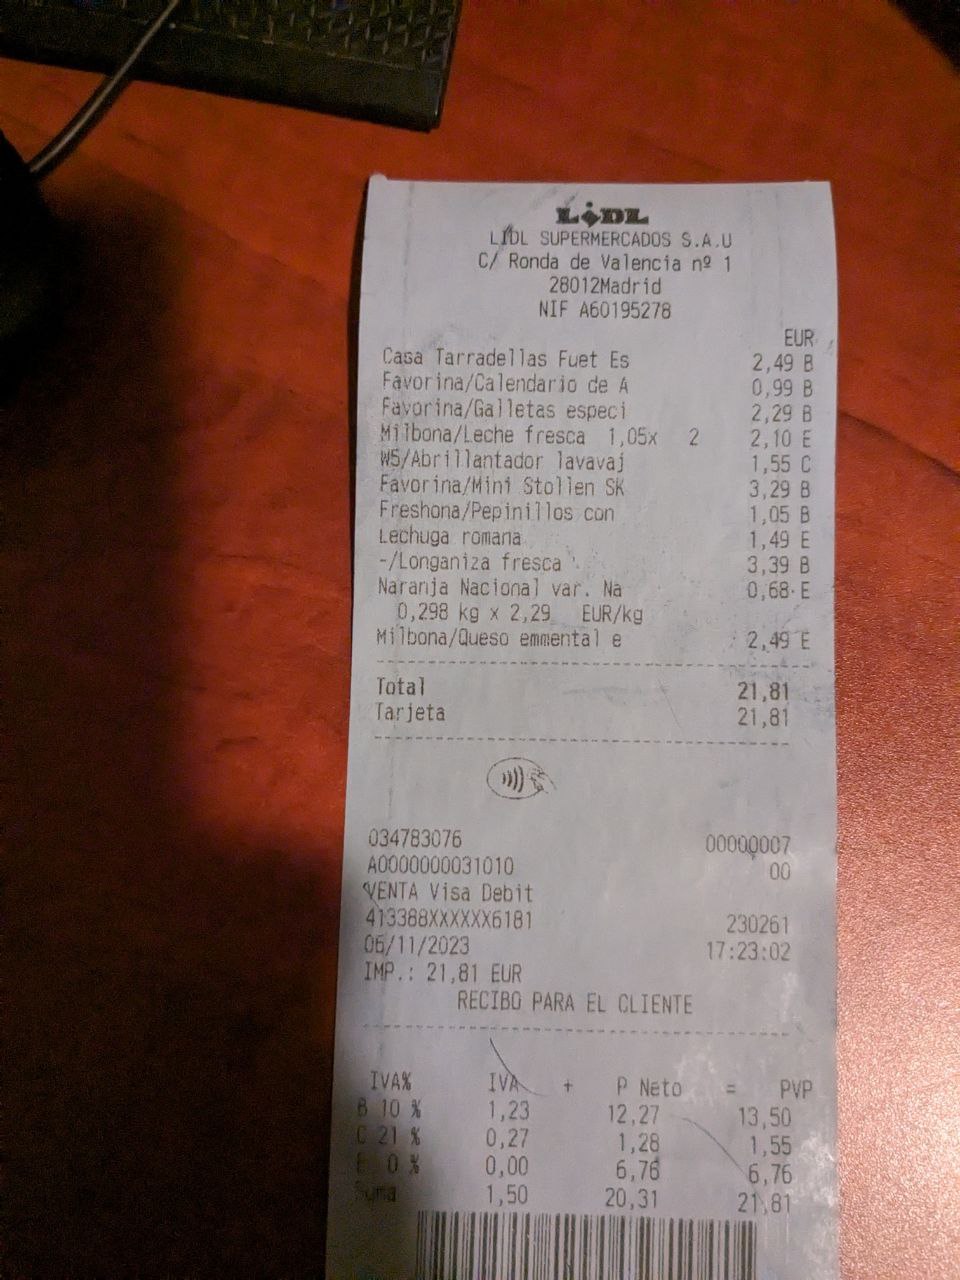 LiDL
LIDL SUPERMERCADOS S.A.U
C/ Ronda de Valencia nº 1
28012Madrid
NIF A60195278
EUR
Casa Tarradellas Fuet Es 2,49 B
Favorina/Calendario de A 0,99 B
Favorina/Galletas especi 2,29 B
Milbona/Leche fresca 1,05x 2 2,10 E
W5/Abrillantador lavavaj 1,55 C
Favorina/Mini Stollen SK 3,29 B
Freshona/Pepinillos con 1,05 B
Lechuga romana 1,49 E
-/Longaniza fresca 3,39 B
Naranja Nacional var. Na 0,68 E
0,298 kg x 2,29 EUR/kg
Milbona/Queso emmental e 2,49 E
Total 21,81
Tarjeta 21,81
034783076 00000007
A0000000031010 00
VENTA Visa Debit
413388XXXXXX6181 230261
06/11/2023 17:23:02
IMP.: 21,81 EUR
RECIBO PARA EL CLIENTE
IVA% IVA + P Neto = PVP
B 10 % 1,23 12,27 13,50
C 21 % 0,27 1,28 1,55
E 0 % 0,00 6,76 6,76
Suma 1,50 20,31 21,81